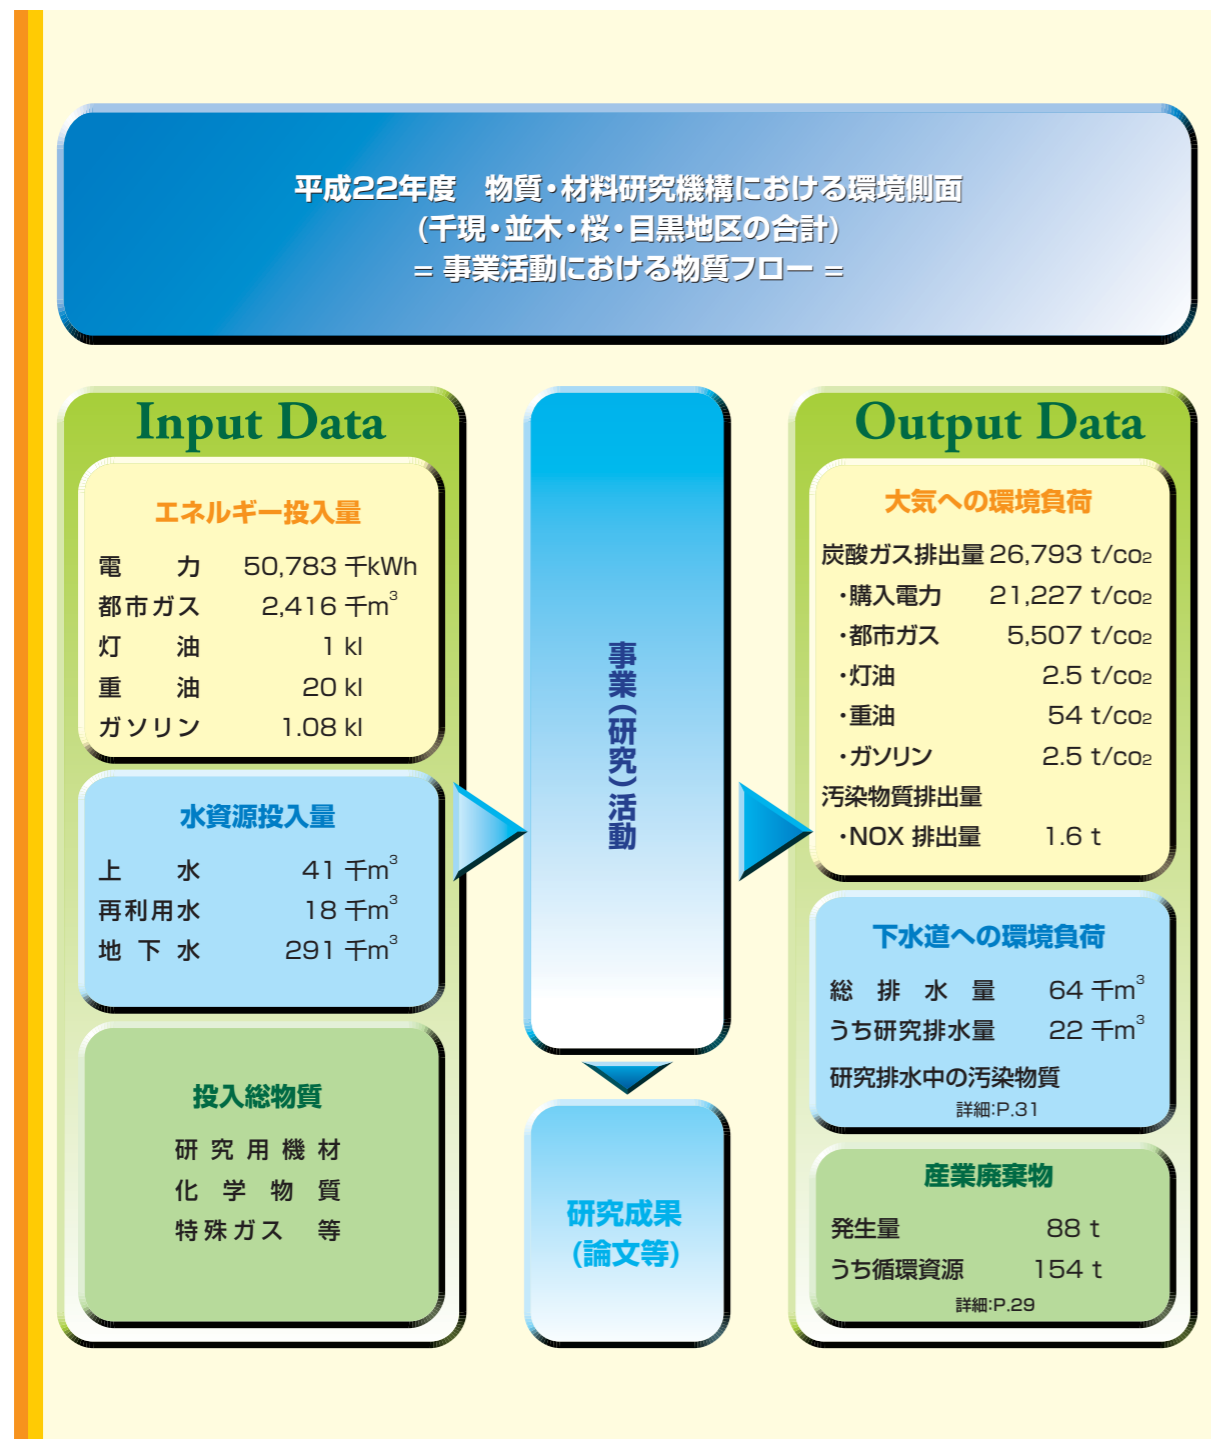 平成22年度　物質・材料研究機構における環境側面
(千現・並木・桜・目黒地区の合計)
= 事業活動における物質フロー =
Input Data
エネルギー投入量
電力 50,783 千kWh
都市ガス 2,416 千m³
灯油 1 kl
重油 20 kl
ガソリン 1.08 kl
水資源投入量
上水 41 千m³
再利用水 18 千m³
地下水 291 千m³
投入総物質
研究用機材
化学物質
特殊ガス　等
事業(研究)活動
研究成果
(論文等)
Output Data
大気への環境負荷
炭酸ガス排出量 26,793 t/co₂
・購入電力 21,227 t/co₂
・都市ガス 5,507 t/co₂
・灯油 2.5 t/co₂
・重油 54 t/co₂
・ガソリン 2.5 t/co₂
汚染物質排出量
・NOX 排出量 1.6 t
下水道への環境負荷
総排水量 64 千m³
うち研究排水量 22 千m³
研究排水中の汚染物質
詳細:P.31
産業廃棄物
発生量 88 t
うち循環資源 154 t
詳細:P.29